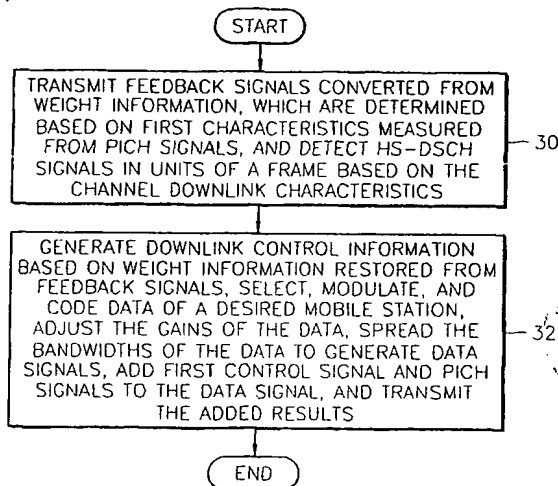 START
TRANSMIT FEEDBACK SIGNALS CONVERTED FROM
WEIGHT INFORMATION, WHICH ARE DETERMINED
BASED ON FIRST CHARACTERISTICS MEASURED
FROM PICH SIGNALS, AND DETECT HS-DSCH
SIGNALS IN UNITS OF A FRAME BASED ON THE
CHANNEL DOWNLINK CHARACTERISTICS
30
GENERATE DOWNLINK CONTROL INFORMATION
BASED ON WEIGHT INFORMATION RESTORED FROM
FEEDBACK SIGNALS, SELECT, MODULATE, AND
CODE DATA OF A DESIRED MOBILE STATION,
ADJUST THE GAINS OF THE DATA, SPREAD THE
BANDWIDTHS OF THE DATA TO GENERATE DATA
SIGNALS, ADD FIRST CONTROL SIGNAL AND PICH
SIGNALS TO THE DATA SIGNAL, AND TRANSMIT
THE ADDED RESULTS
32
END